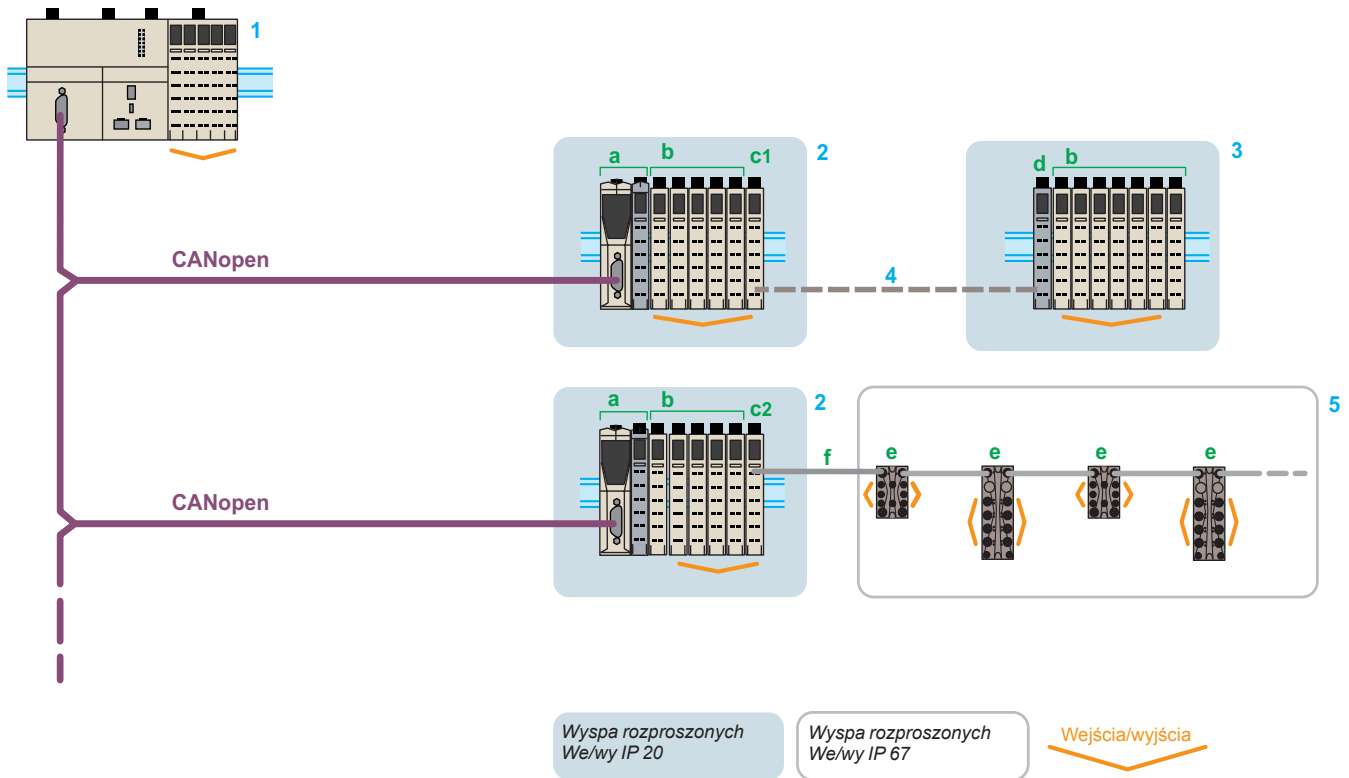 1
a b c1 2
d b 3
CANopen
4
a b c2 2
5
f e e e e
CANopen
Wyspa rozproszonych
We/wy IP 20
Wyspa rozproszonych
We/wy IP 67
Wejścia/wyjścia